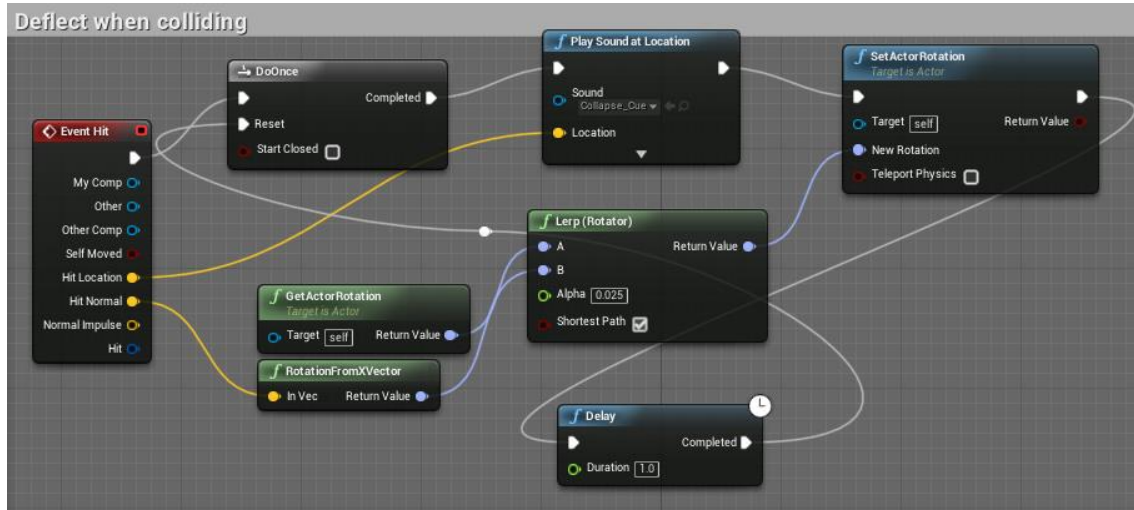 Deflect when colliding
Event Hit
My Comp
Other
Other Comp
Self Moved
Hit Location
Hit Normal
Normal Impulse
Hit
DoOnce
Completed
Reset
Start Closed
GetActorRotation
Target is Actor
Target self Return Value
RotationFromXVector
In Vec Return Value
Play Sound at Location
Sound
Collapse_Cue
Location
Lerp (Rotator)
A Return Value
B
Alpha 0.025
Shortest Path
Delay
Completed
Duration 1.0
SetActorRotation
Target is Actor
Target self Return Value
New Rotation
Teleport Physics